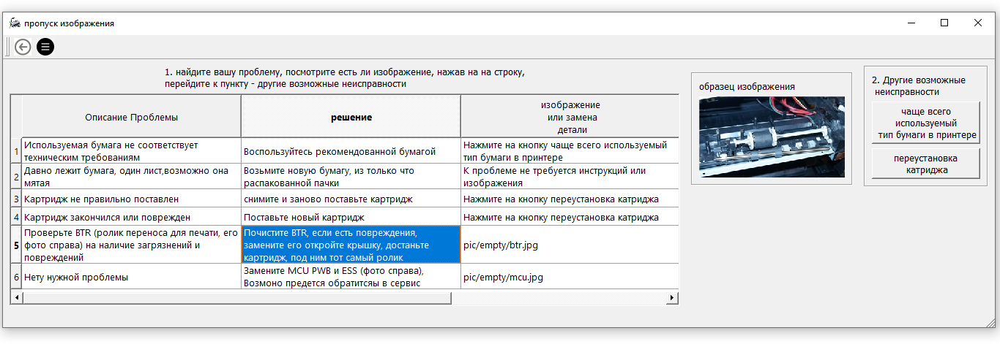 пропуск изображения
1. найдите вашу проблему, посмотрите есть ли изображение, нажав на на строку,
перейдите к пункту - другие возможные неисправности
Описание Проблемы
решение
изображение
или замена
детали
1
Используемая бумага не соответствует
техническим требованиям
Воспользуйтесь рекомендованной бумагой
Нажмите на кнопку чаще всего используемый
тип бумаги в принтере
2
Давно лежит бумага, один лист,возможно она
мятая
Возьмите новую бумагу, из только что
распакованной пачки
К проблеме не требуется инструкций или
изображения
3
Картридж не правильно поставлен
снимите и заново поставьте картридж
Нажмите на кнопку переустановка катриджа
4
Картридж закончился или поврежден
Поставьте новый картридж
Нажмите на кнопку переустановка катриджа
5
Проверьте BTR (ролик переноса для печати, его
фото справа) на наличие загрязнений и
повреждений
Почистите BTR, если есть повреждения,
замените его откройте крышку, достаньте
картридж, под ним тот самый ролик
pic/empty/btr.jpg
6
Нету нужной проблемы
Замените MCU PWB и ESS (фото справа),
Возмоно предется обратитсяы в сервис
pic/empty/mcu.jpg
образец изображения
2. Другие возможные
неисправности
чаще всего
используемый
тип бумаги в принтере
переустановка
катриджа